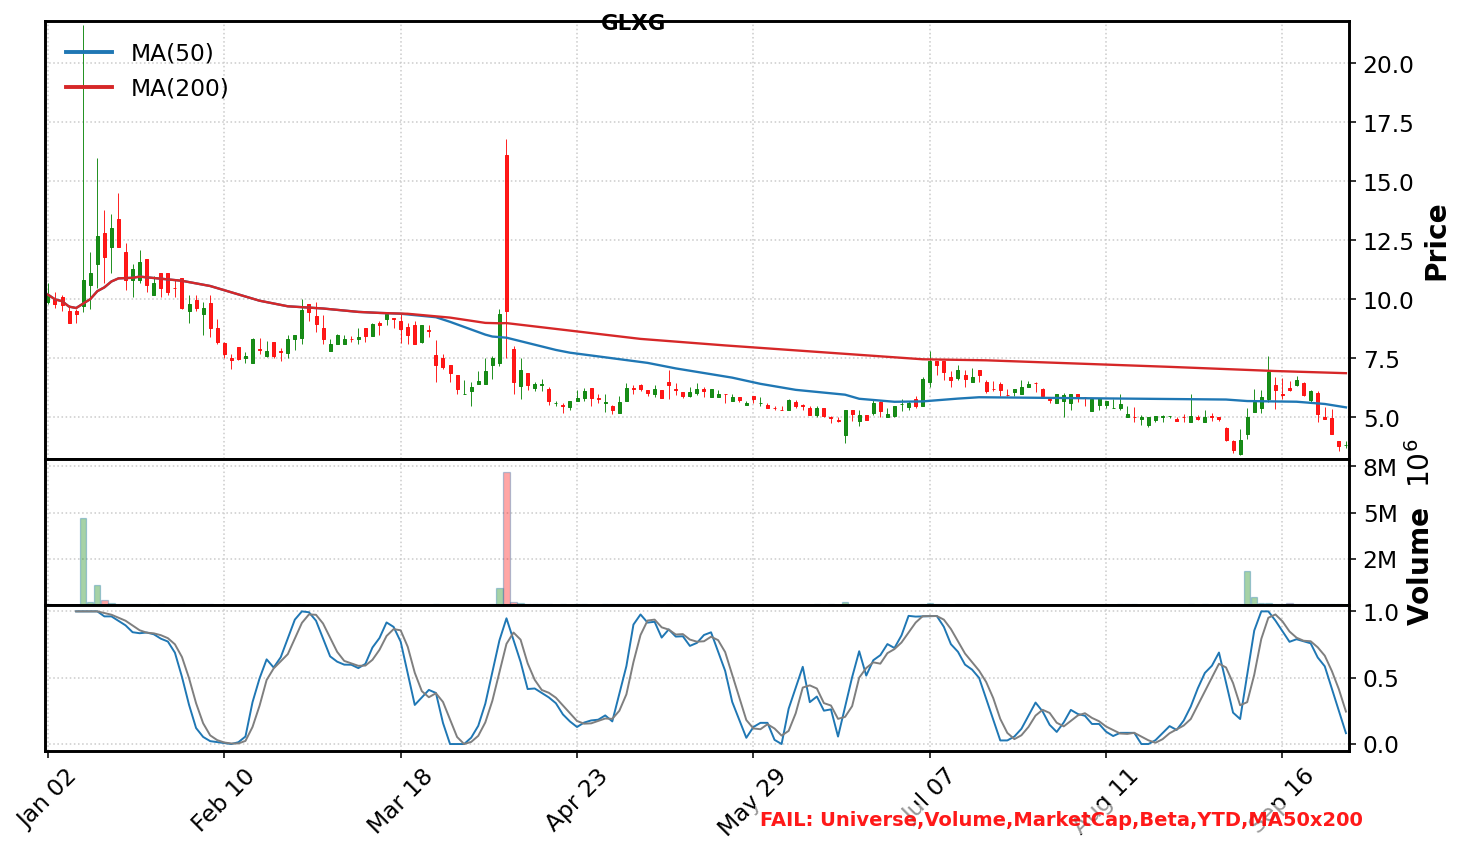 GLXG
MA(50)
MA(200)
20.0
17.5
15.0
12.5
10.0
7.5
5.0
Price
8M
5M
2M
Volume 10^6
1.0
0.5
0.0
Jan 02
Feb 10
Mar 18
Apr 23
May 29
Jul 07
Aug 11
Sep 16
FAIL: Universe,Volume,MarketCap,Beta,YTD,MA50x200